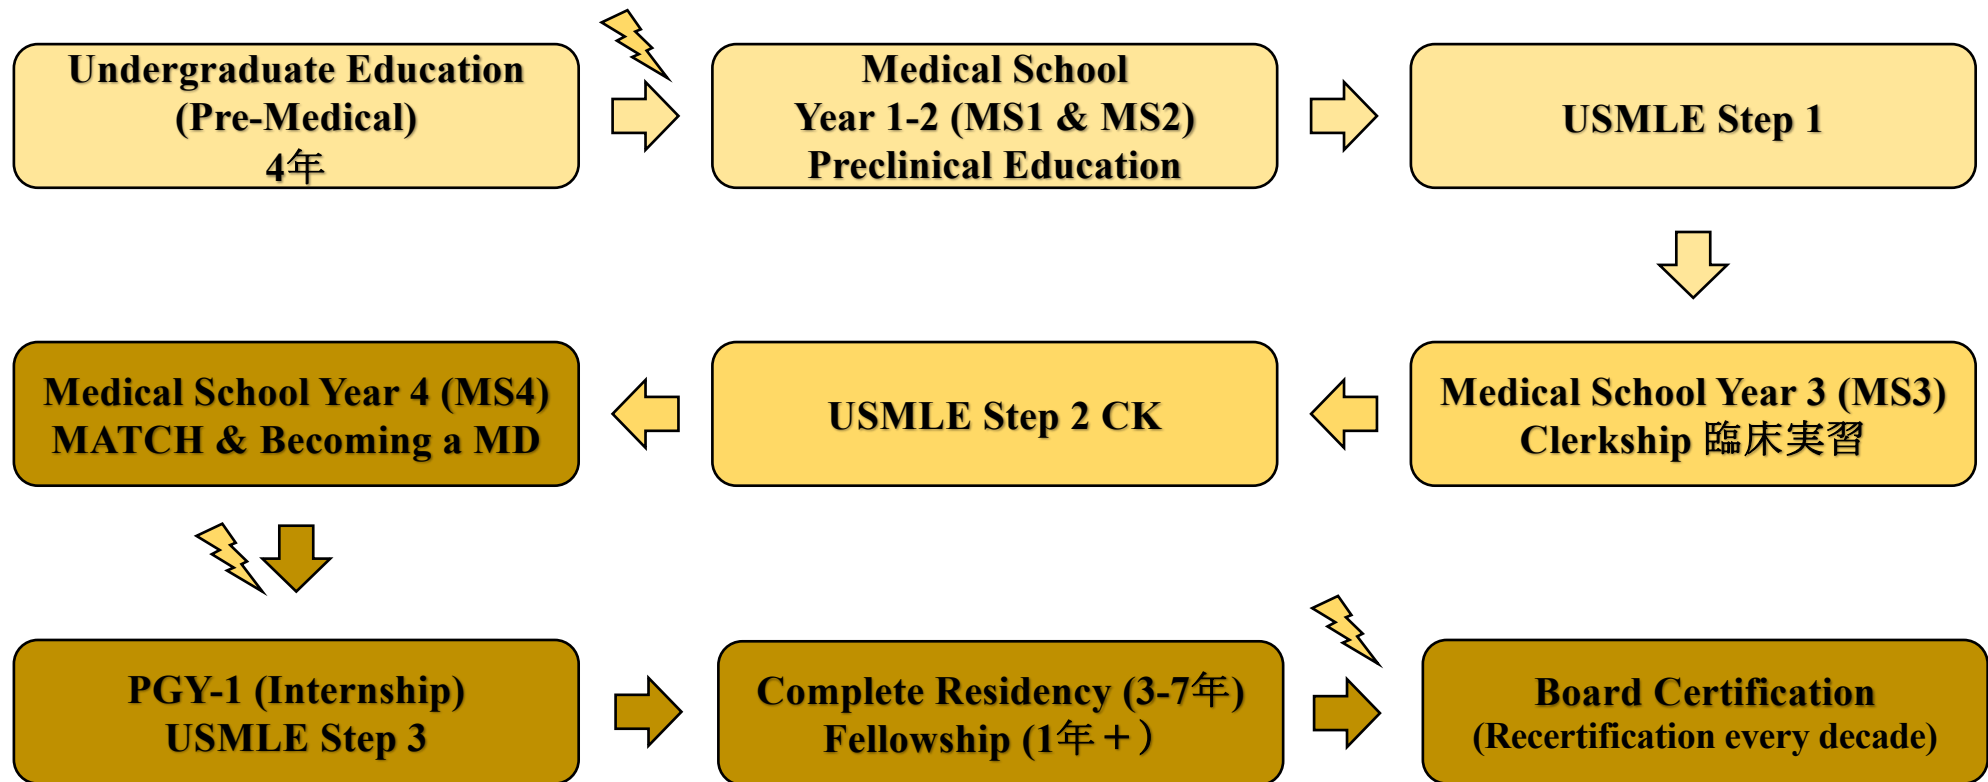 Undergraduate Education
(Pre-Medical)
4年
Medical School
Year 1-2 (MS1 & MS2)
Preclinical Education
USMLE Step 1
Medical School Year 3 (MS3)
Clerkship 臨床実習
USMLE Step 2 CK
Medical School Year 4 (MS4)
MATCH & Becoming a MD
PGY-1 (Internship)
USMLE Step 3
Complete Residency (3-7年)
Fellowship (1年＋）
Board Certification
(Recertification every decade)